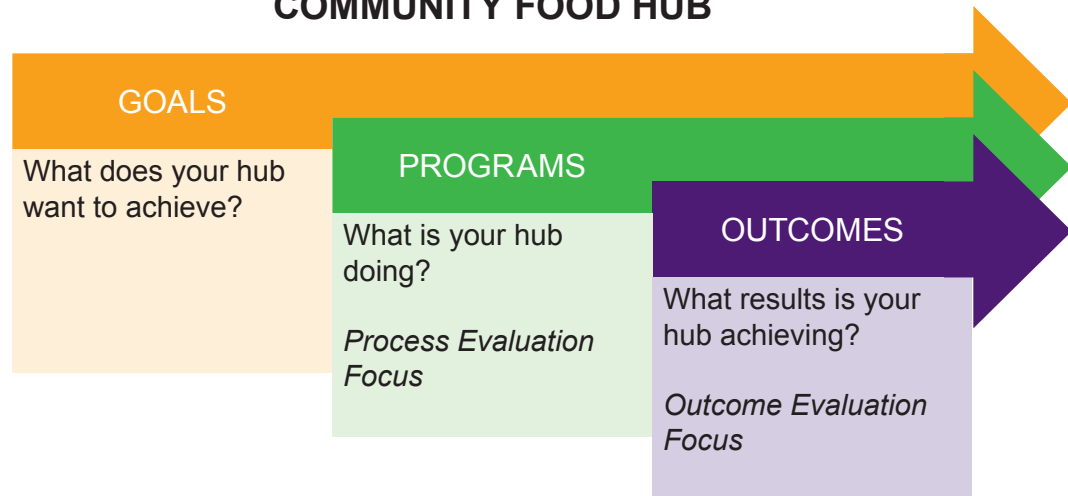 COMMUNITY FOOD HUB
GOALS
What does your hub
want to achieve?
PROGRAMS
What is your hub
doing?
Process Evaluation
Focus
OUTCOMES
What results is your
hub achieving?
Outcome Evaluation
Focus